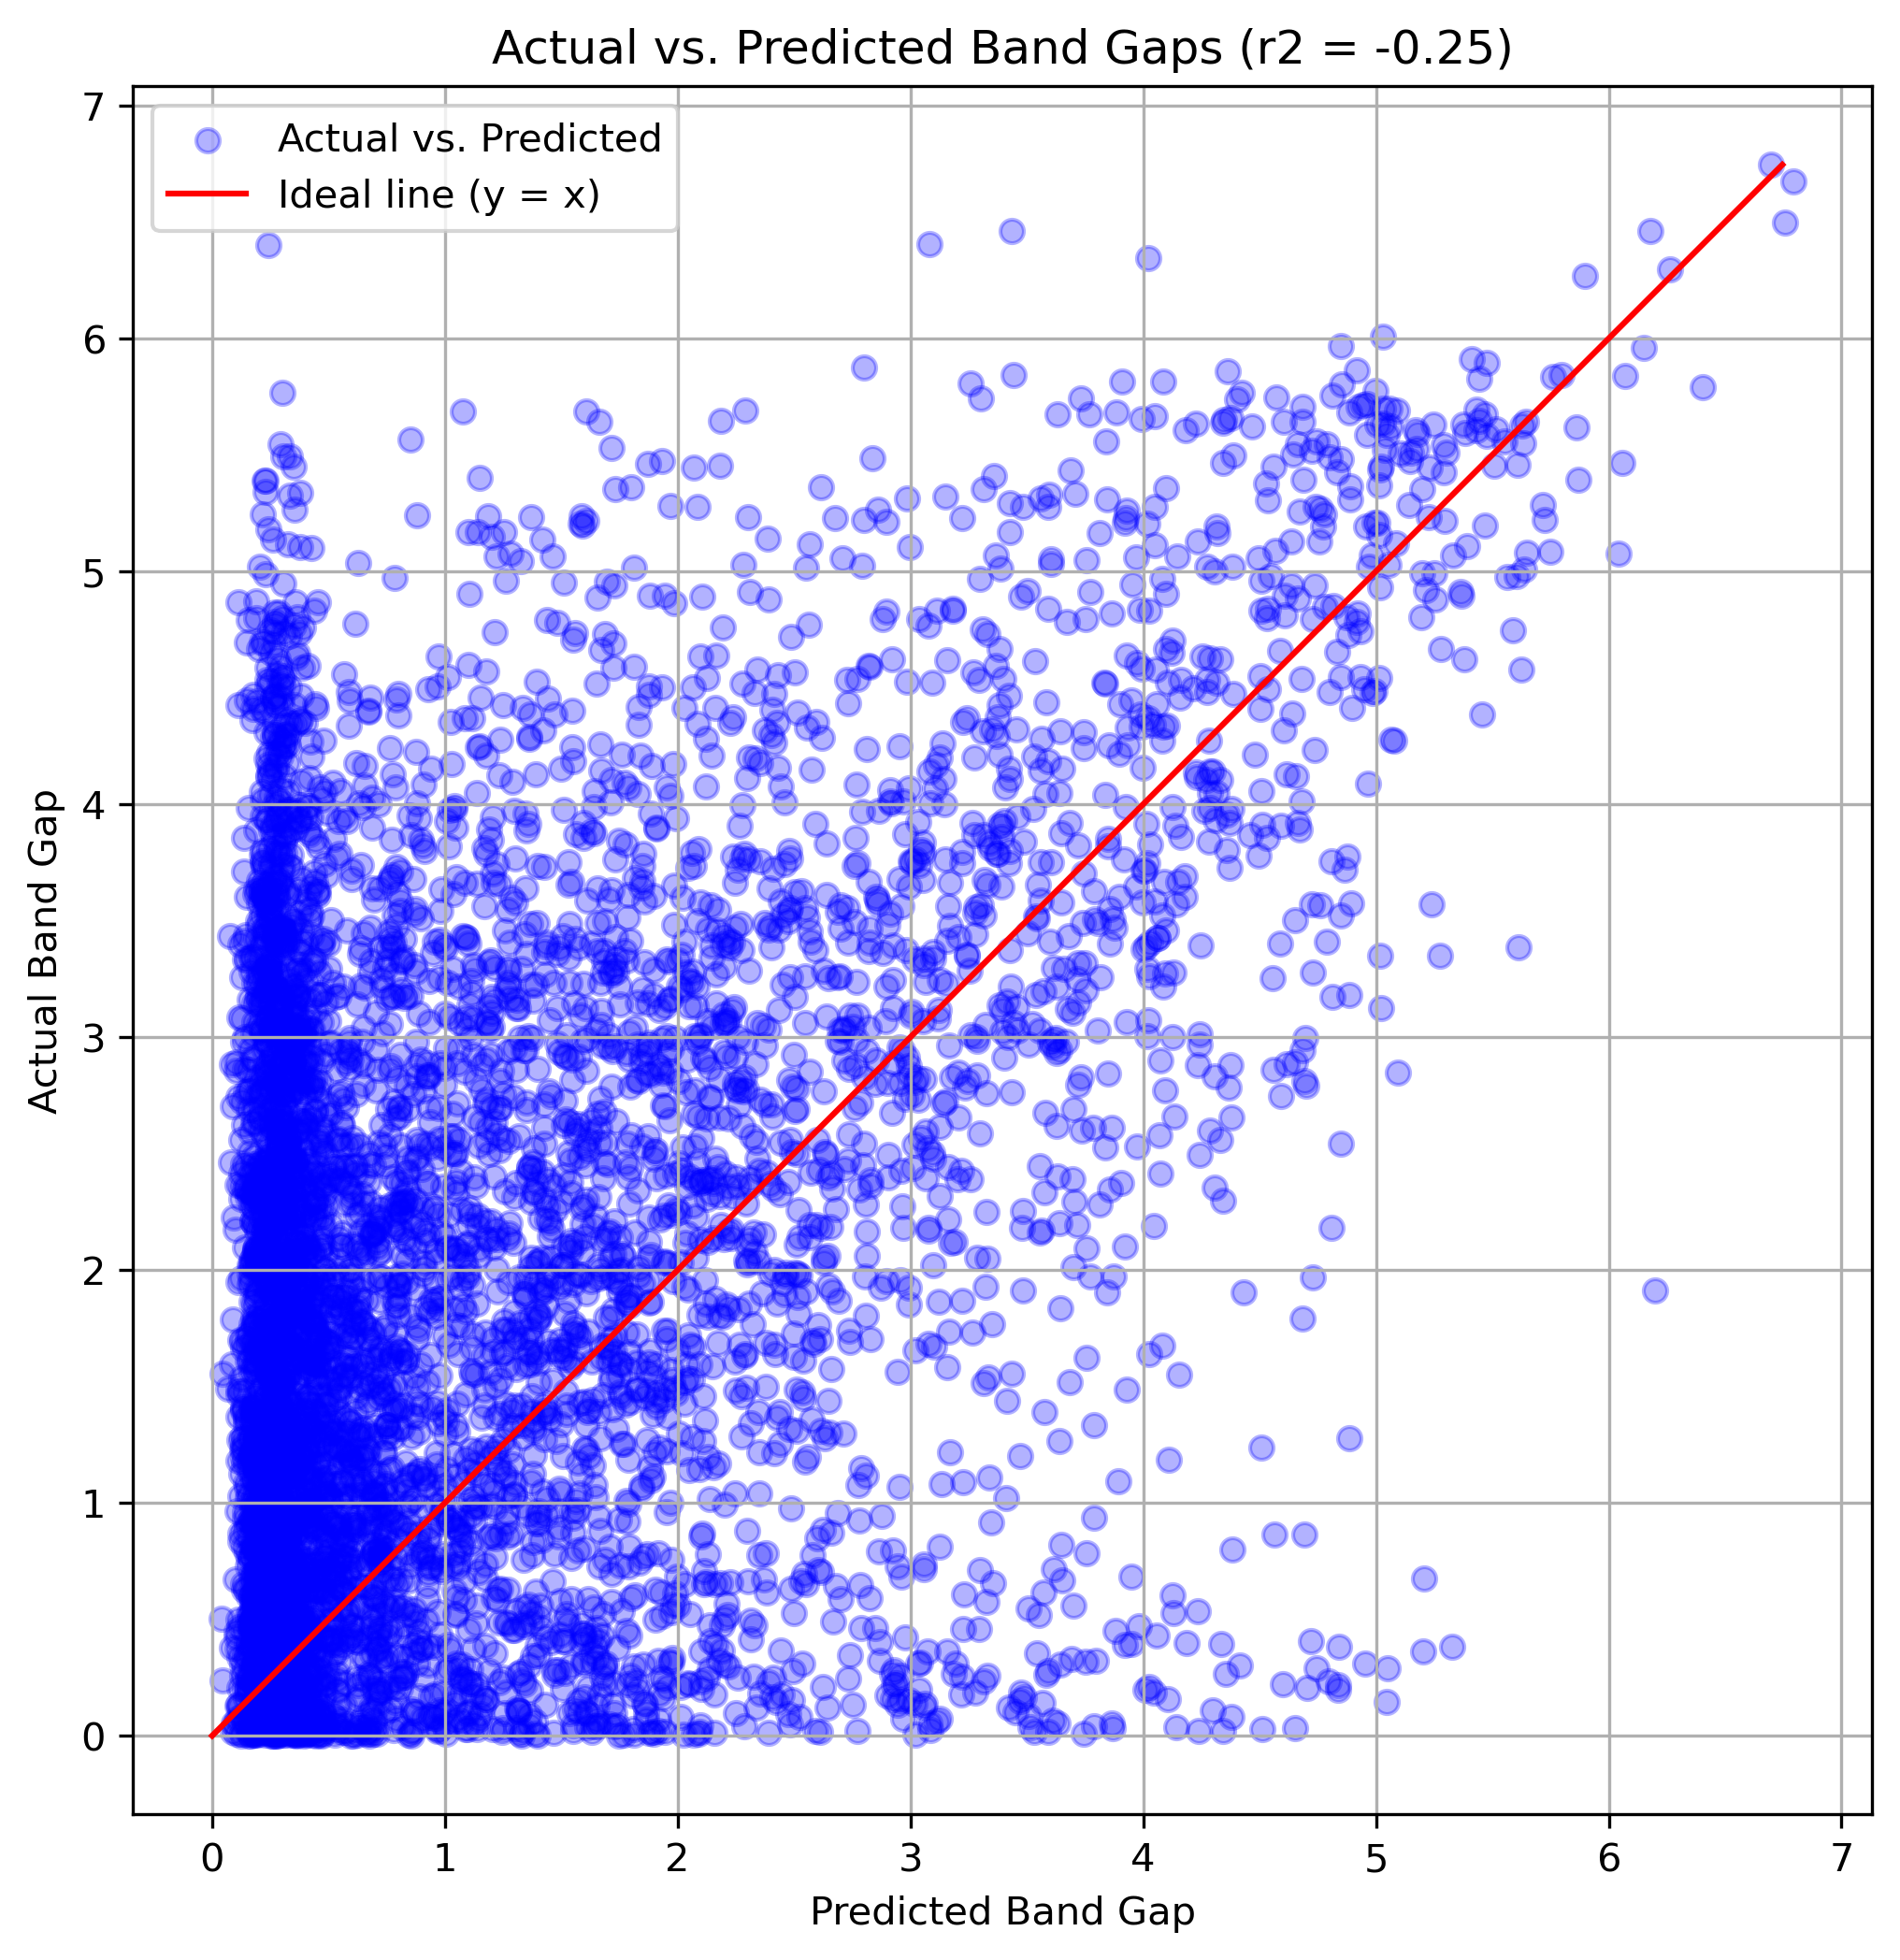 Actual vs. Predicted Band Gaps (r2 = -0.25)
Actual vs. Predicted
Ideal line (y = x)
7
6
5
4
3
2
1
0
Actual Band Gap
0 1 2 3 4 5 6 7
Predicted Band Gap